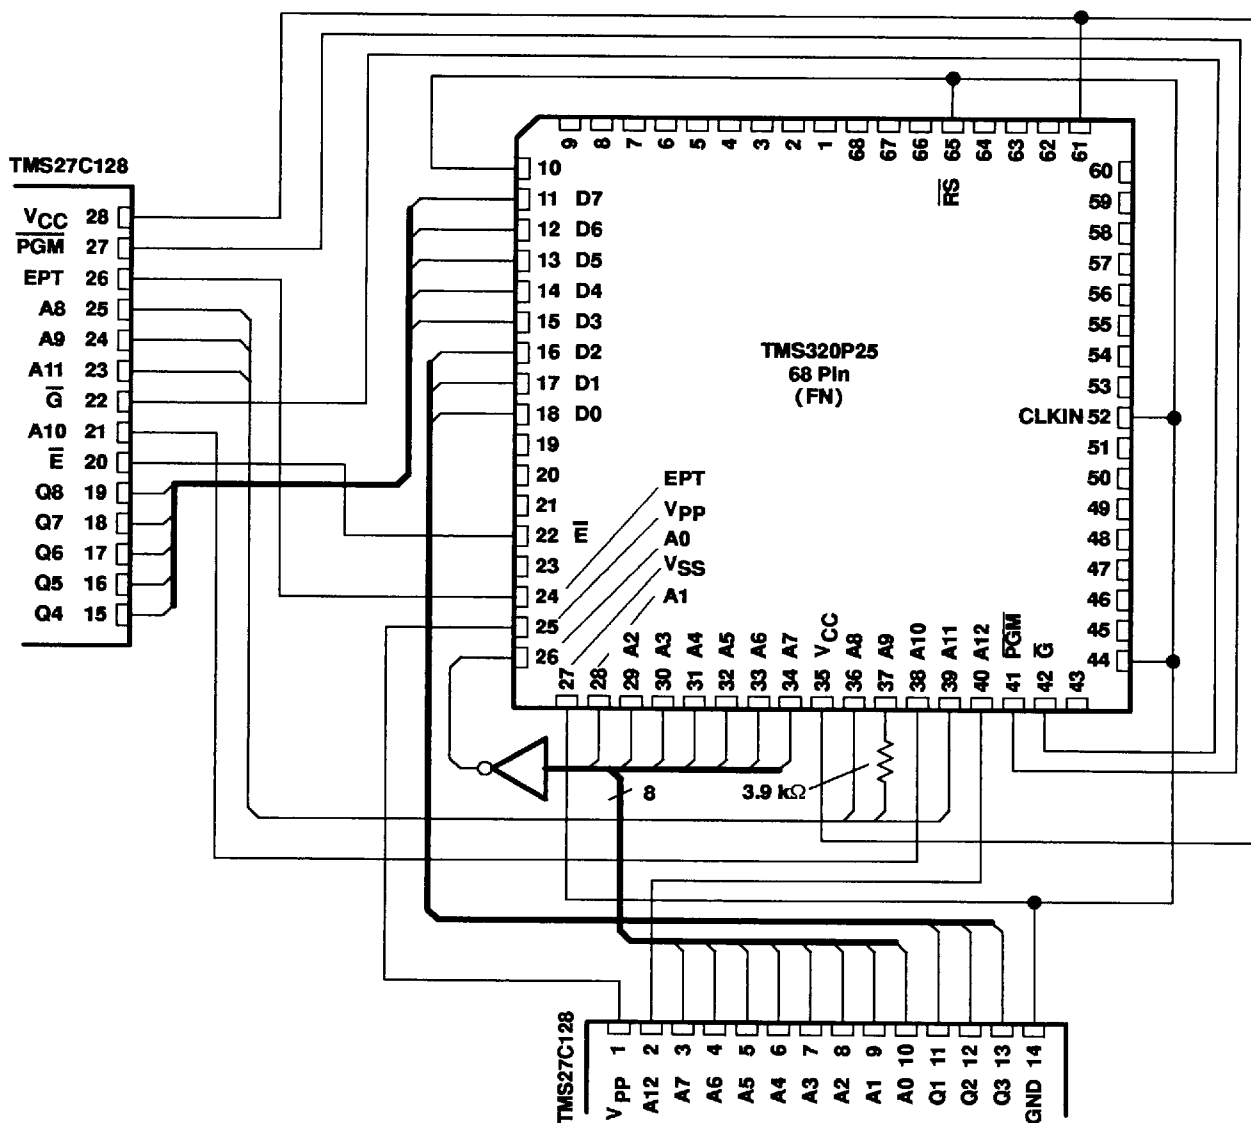 9 8 7 6 5 4 3 2 1 68 67 66 65 64 63 62 61
R̅S̅
TMS27C128
VCC 28
P̅G̅M̅ 27
EPT 26
A8 25
A9 24
A11 23
G̅ 22
A10 21
E̅ 20
Q8 19
Q7 18
Q6 17
Q5 16
Q4 15
10
11 D7
12 D6
13 D5
14 D4
15 D3
16 D2
17 D1
18 D0
19
20
21
22 E̅
23
24
25
26
EPT
VPP
A0
VSS
A1
TMS320P25
68 Pin
(FN)
60
59
58
57
56
55
54
53
CLKIN 52
51
50
49
48
47
46
45
44
27
28
29 A2
30 A3
31 A4
32 A5
33 A6
34 A7
35 VCC
36 A8
37 A9
38 A10
39 A11
40 A12
41 P̅G̅M̅
42 G̅
43
8
3.9 kΩ
TMS27C128
VPP 1
A12 2
A7 3
A6 4
A5 5
A4 6
A3 7
A2 8
A1 9
A0 10
Q1 11
Q2 12
Q3 13
GND 14